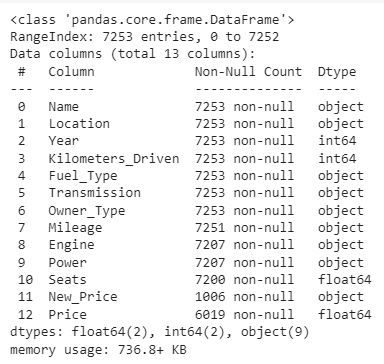 <class 'pandas.core.frame.DataFrame'>
RangeIndex: 7253 entries, 0 to 7252
Data columns (total 13 columns):
 #   Column             Non-Null Count  Dtype
---  ------             --------------  -----
 0   Name               7253 non-null   object
 1   Location           7253 non-null   object
 2   Year               7253 non-null   int64
 3   Kilometers_Driven  7253 non-null   int64
 4   Fuel_Type          7253 non-null   object
 5   Transmission       7253 non-null   object
 6   Owner_Type         7253 non-null   object
 7   Mileage            7251 non-null   object
 8   Engine             7207 non-null   object
 9   Power              7207 non-null   object
 10  Seats              7200 non-null   float64
 11  New_Price          1006 non-null   object
 12  Price              6019 non-null   float64
dtypes: float64(2), int64(2), object(9)
memory usage: 736.8+ KB